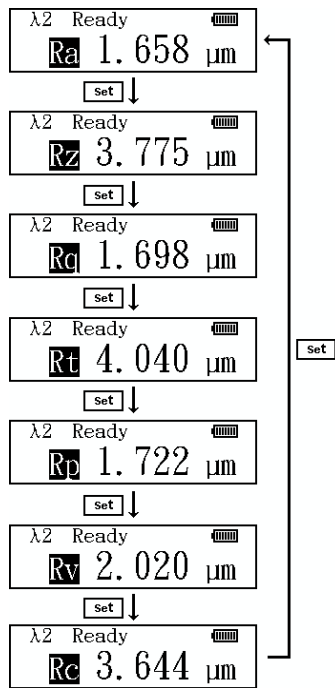 λ2 Ready
Ra 1.658 μm
Set
λ2 Ready
Rz 3.775 μm
Set
λ2 Ready
Rq 1.698 μm
Set
λ2 Ready
Rt 4.040 μm
Set
Set
λ2 Ready
Rp 1.722 μm
Set
λ2 Ready
Rv 2.020 μm
Set
λ2 Ready
Rc 3.644 μm